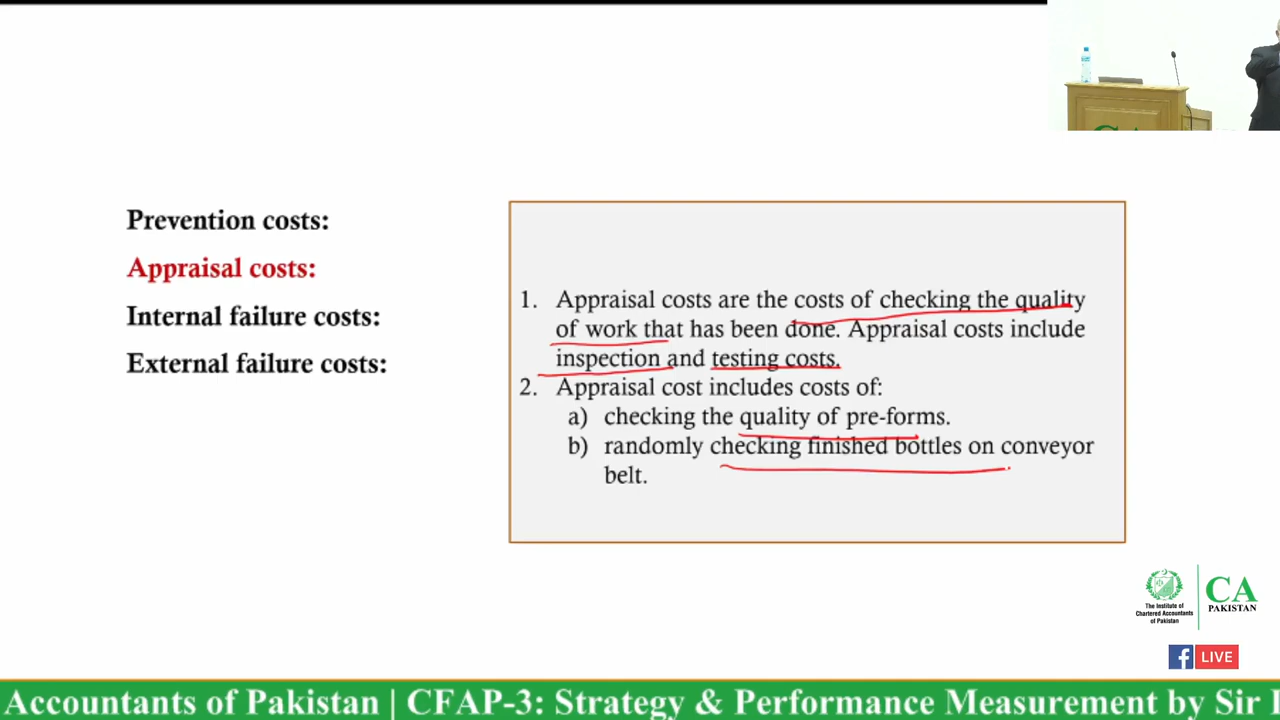 Prevention costs:
Appraisal costs:
Internal failure costs:
External failure costs:
1. Appraisal costs are the costs of checking the quality
of work that has been done. Appraisal costs include
inspection and testing costs.
2. Appraisal cost includes costs of:
a) checking the quality of pre-forms.
b) randomly checking finished bottles on conveyor
belt.
The Institute of
Chartered Accountants
of Pakistan
CA
PAKISTAN
f LIVE
Accountants of Pakistan | CFAP-3: Strategy & Performance Measurement by Sir